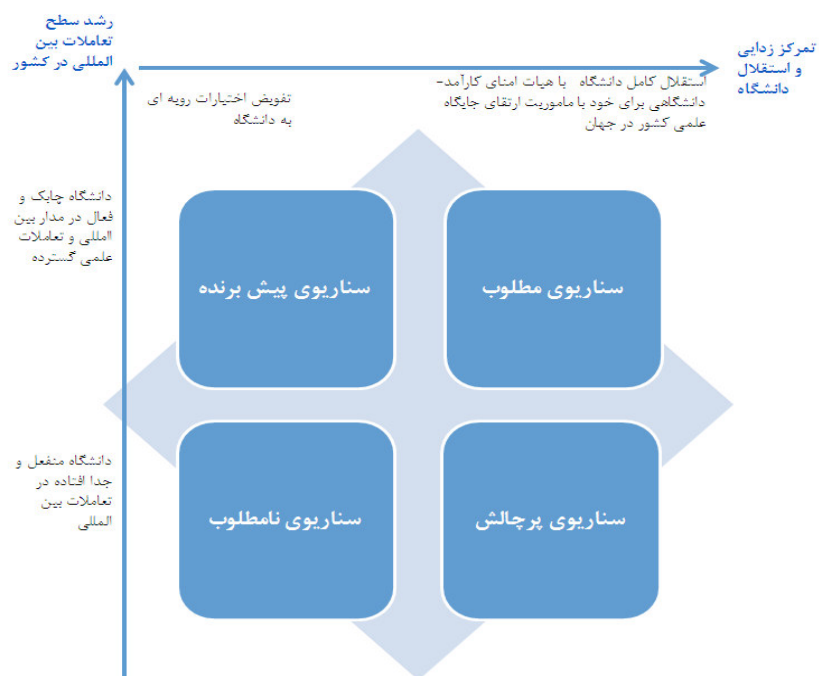 رشد سطح
تعاملات بین
المللی در کشور
تمرکز زدایی
و استقلال
دانشگاه
استقلال کامل دانشگاه با هیات امنای کارآمد-
دانشگاهی برای خود با ماموریت ارتقای جایگاه
علمی کشور در جهان
تفویض اختیارات رویه ای
به دانشگاه
دانشگاه چابک و
فعال در مدار بین
االمللی و تعاملات
علمی گسترده
سناریوی مطلوب
سناریوی پیش برنده
دانشگاه منفعل و
جدا افتاده در
تعاملات بین
المللی
سناریوی پرچالش
سناریوی نامطلوب